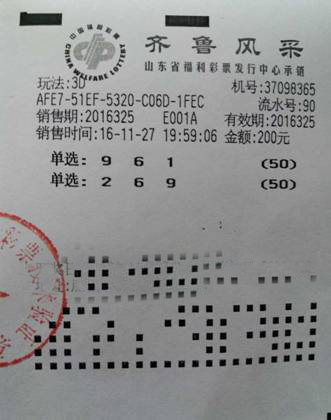 中国福利彩票
CHINA WELFARE LOTTERY
齐鲁风采
山东省福利彩票发行中心承销
玩法:3D 机号:37098365
AFE7-51EF-5320-C06D-1FEC 流水号:90
销售期:2016325 E001A 有效期:2016325
销售时间:16-11-27 19:59:06 金额:200元
单选: 9 6 1 (50)
单选: 2 6 9 (50)